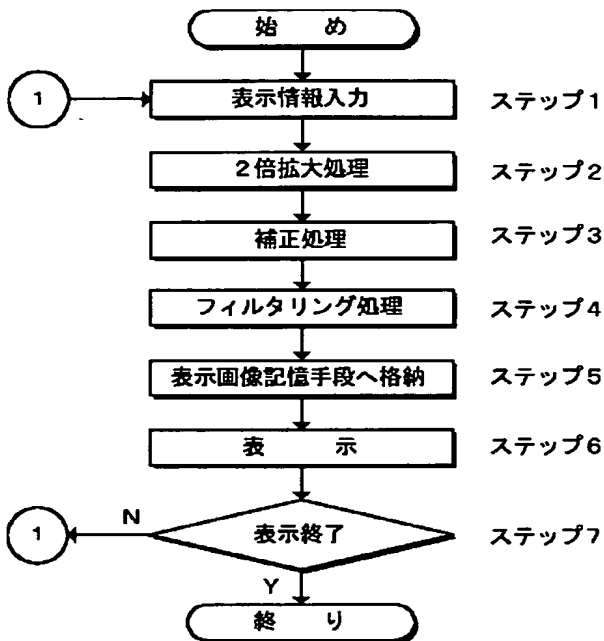 始 め
1
表示情報入力 ステップ1
2倍拡大処理 ステップ2
補正処理 ステップ3
フィルタリング処理 ステップ4
表示画像記憶手段へ格納 ステップ5
表 示 ステップ6
1 N 表示終了 ステップ7
Y
終 り